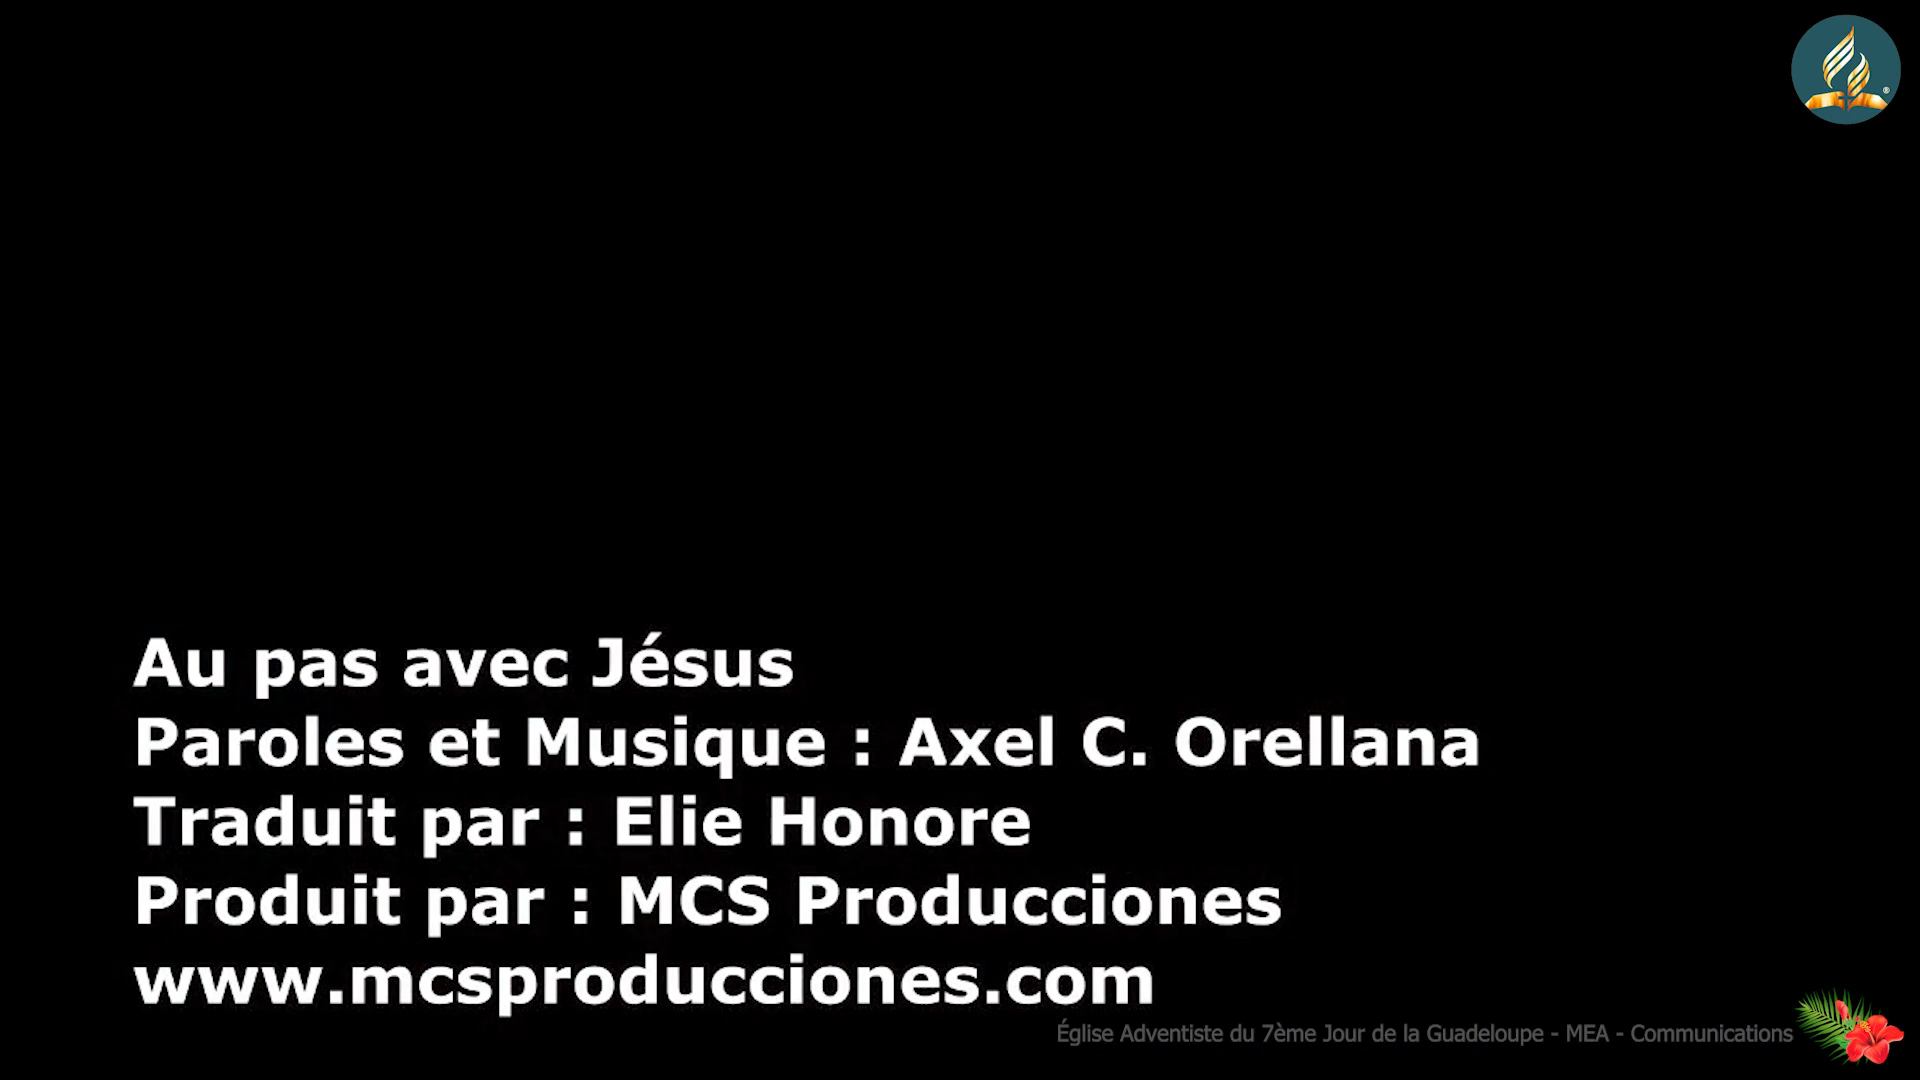 Au pas avec Jésus
Paroles et Musique : Axel C. Orellana
Traduit par : Elie Honore
Produit par : MCS Producciones
www.mcsproducciones.com
Église Adventiste du 7ème Jour de la Guadeloupe - MEA - Communications